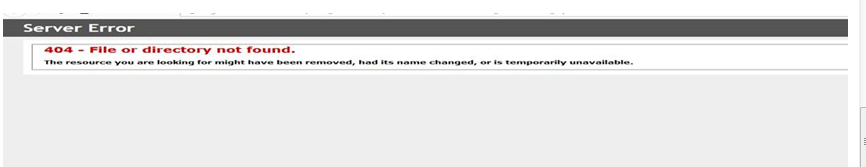 Server Error
404 - File or directory not found.
The resource you are looking for might have been removed, had its name changed, or is temporarily unavailable.